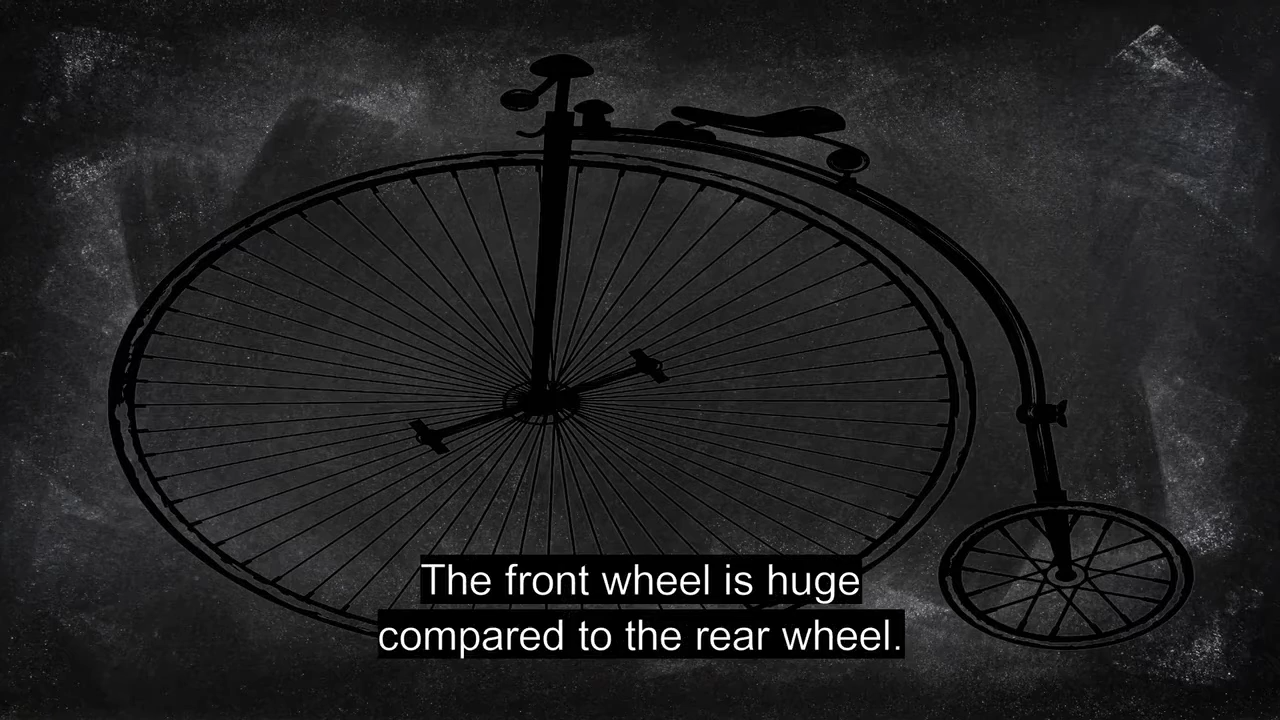 The front wheel is huge
compared to the rear wheel.